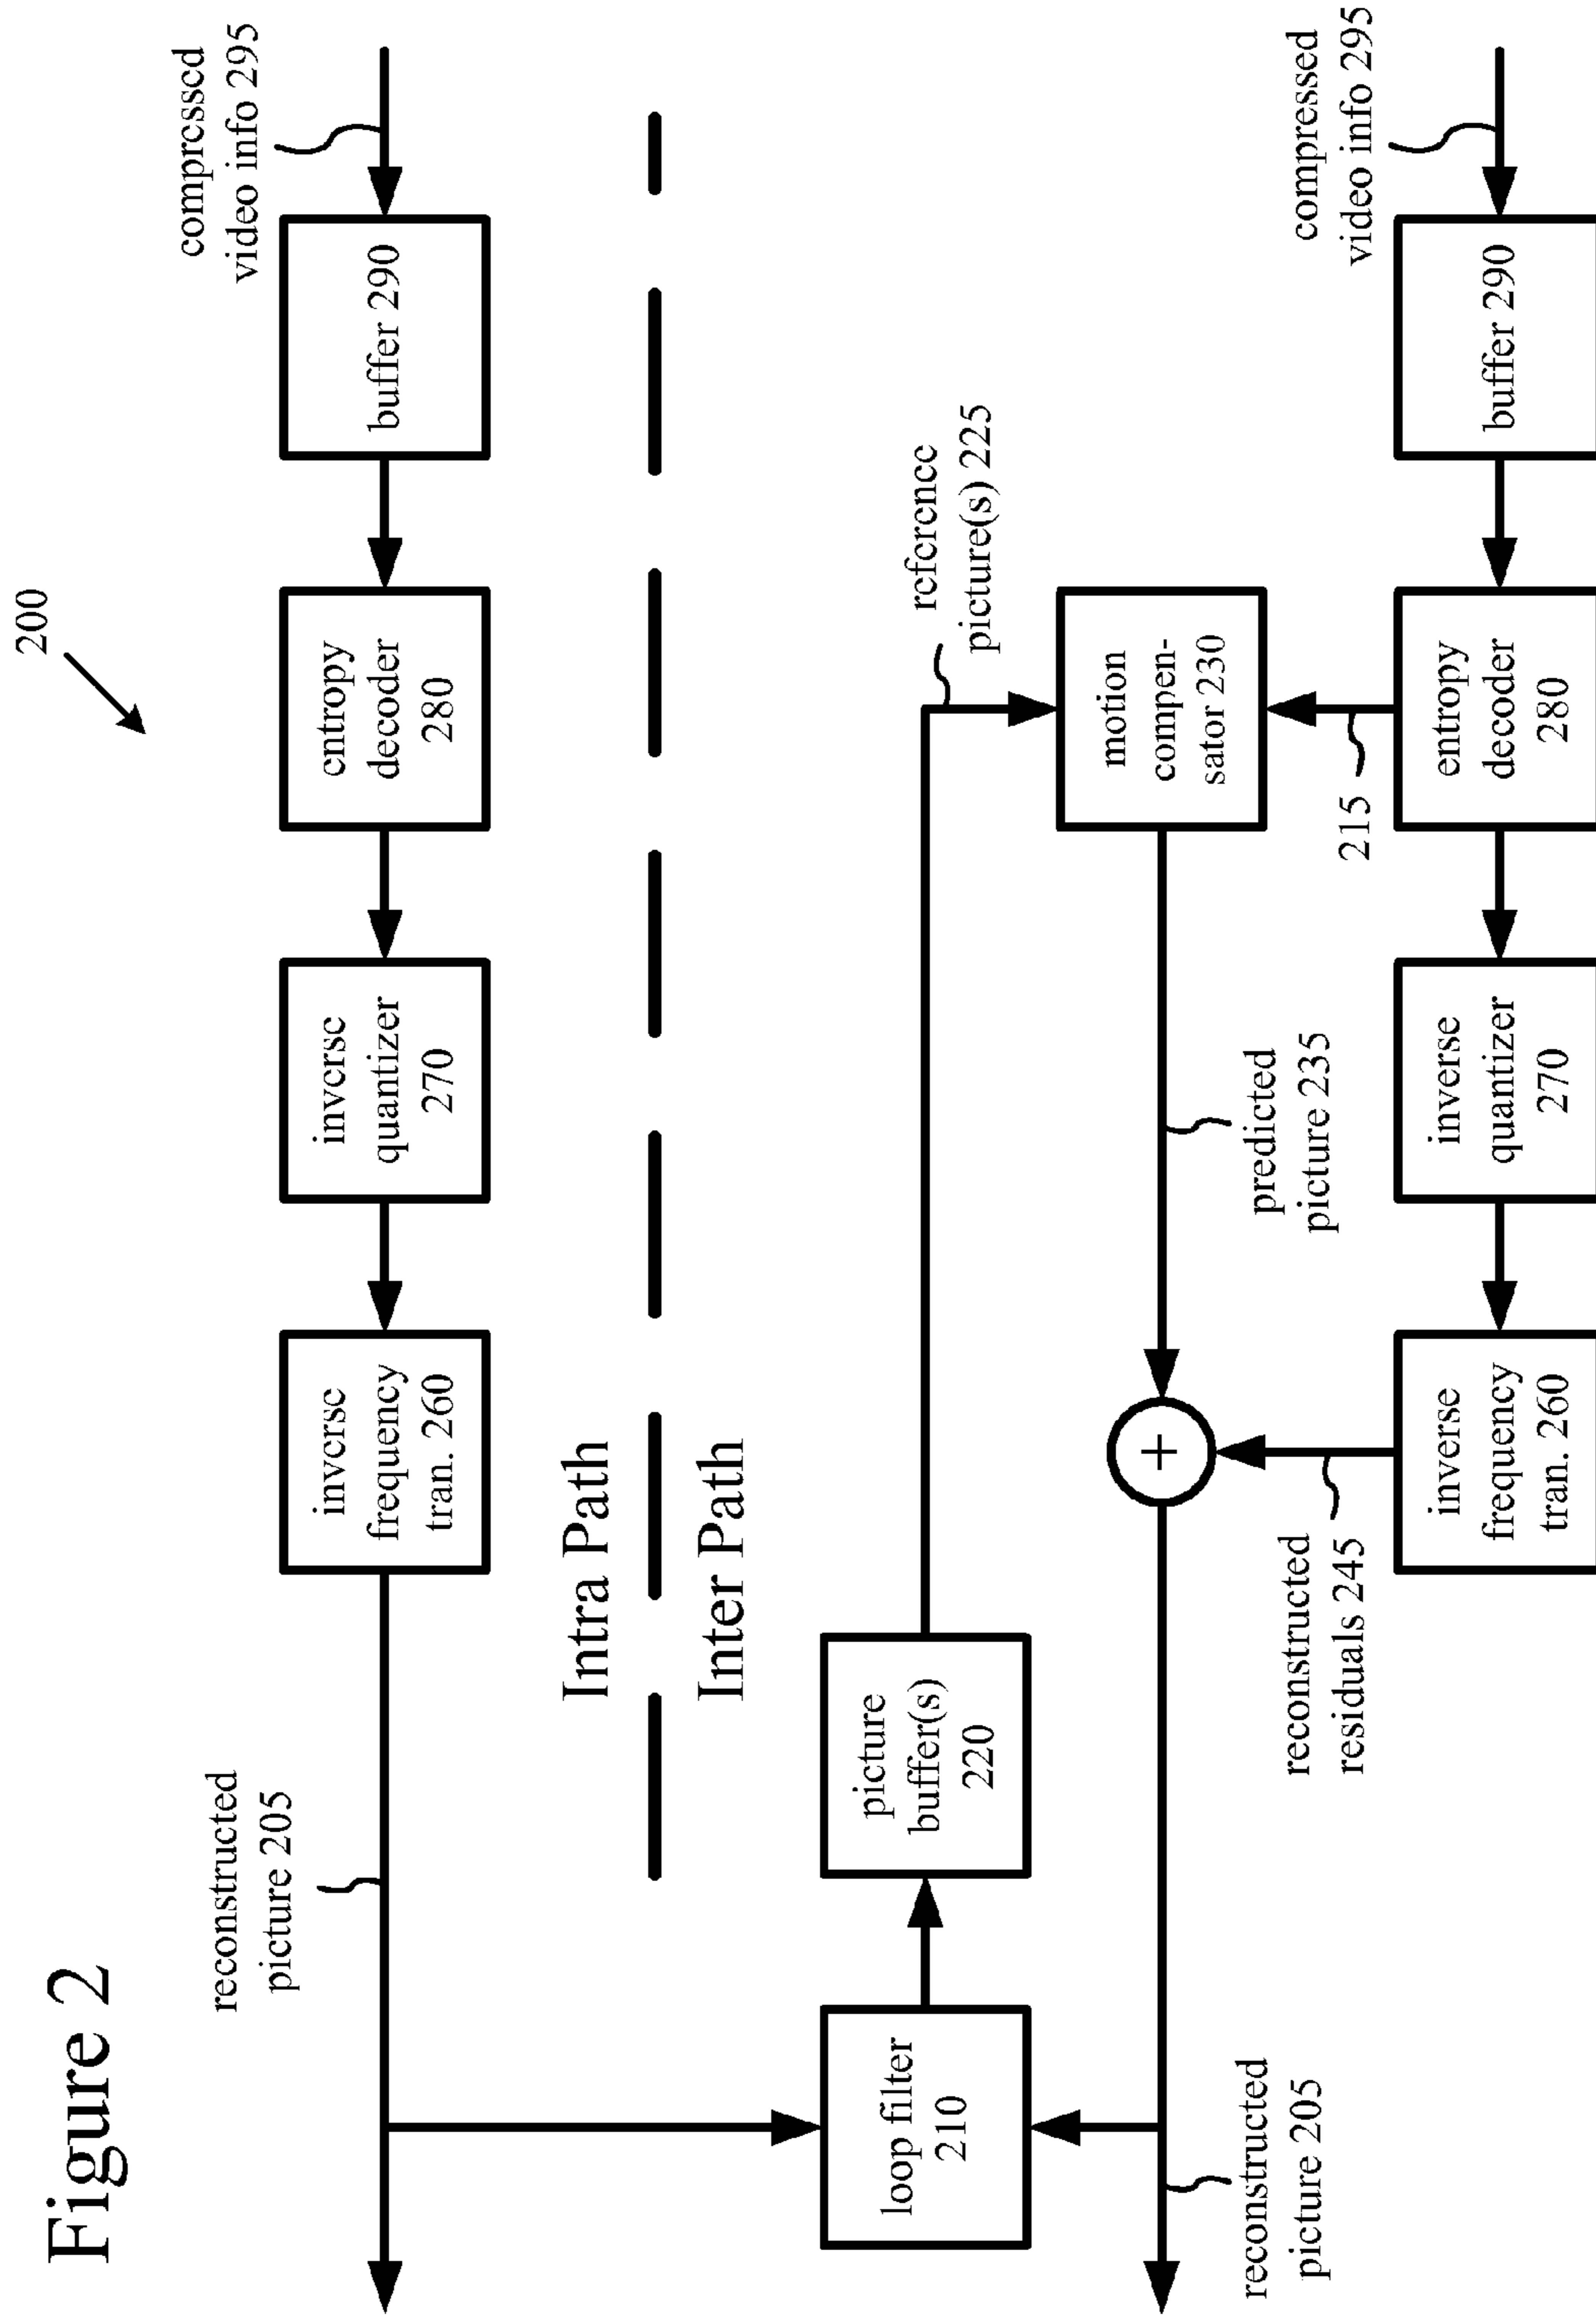 Figure 2
200
reconstructed
picture 205
inverse
frequency
tran. 260
inverse
quantizer
270
entropy
decoder
280
buffer 290
compressed
video info 295
Intra Path
Inter Path
loop filter
210
picture
buffer(s)
220
reference
picture(s) 225
motion
compen-
sator 230
reconstructed
picture 205
+
predicted
picture 235
215
reconstructed
residuals 245
inverse
frequency
tran. 260
inverse
quantizer
270
entropy
decoder
280
buffer 290
compressed
video info 295